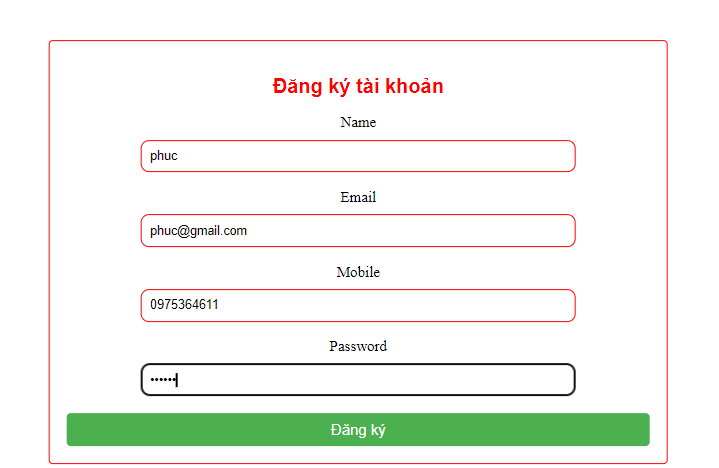 Đăng ký tài khoản
Name
phuc
Email
phuc@gmail.com
Mobile
0975364611
Password
••••••
Đăng ký